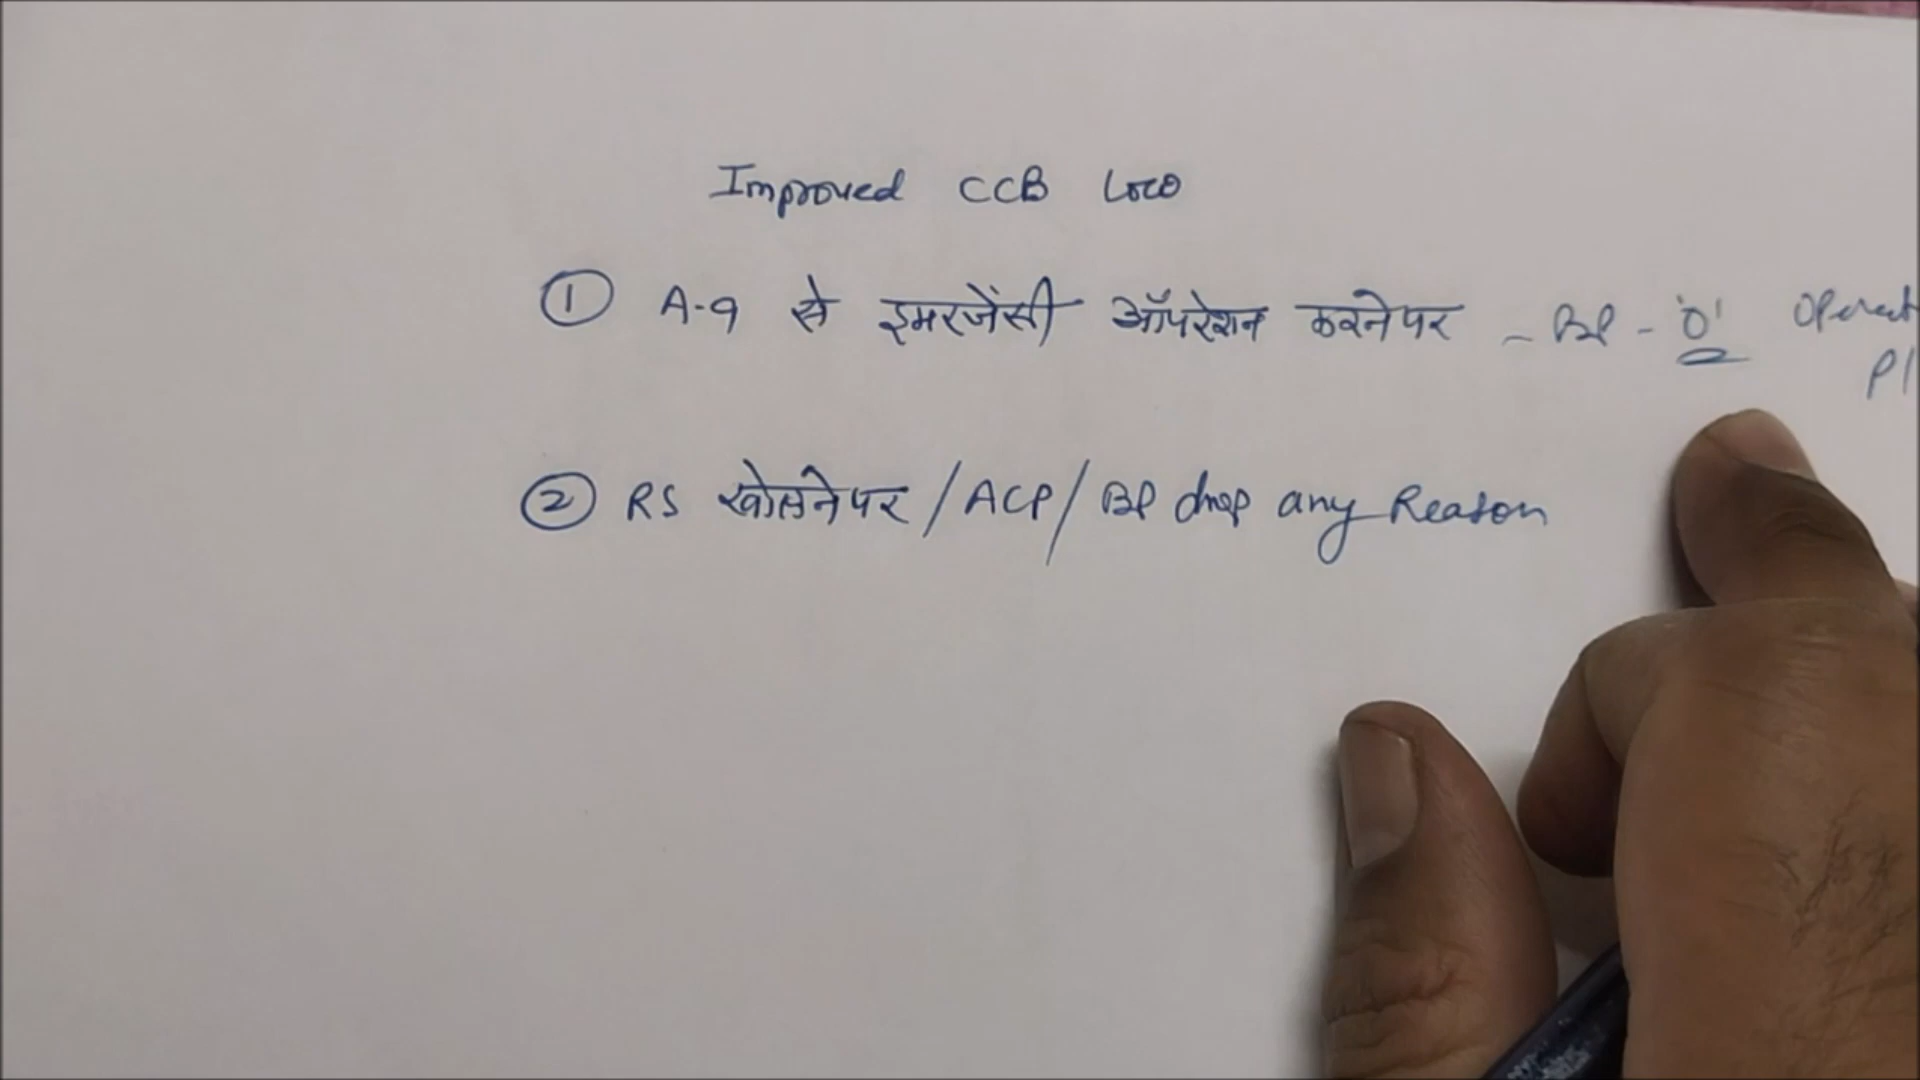 Improved CCB Loco
① A-9 से इमरजेंसी ऑपरेशन करनेपर - BP - '0'
② RS खोलनेपर / ACP / BP drop any Reason